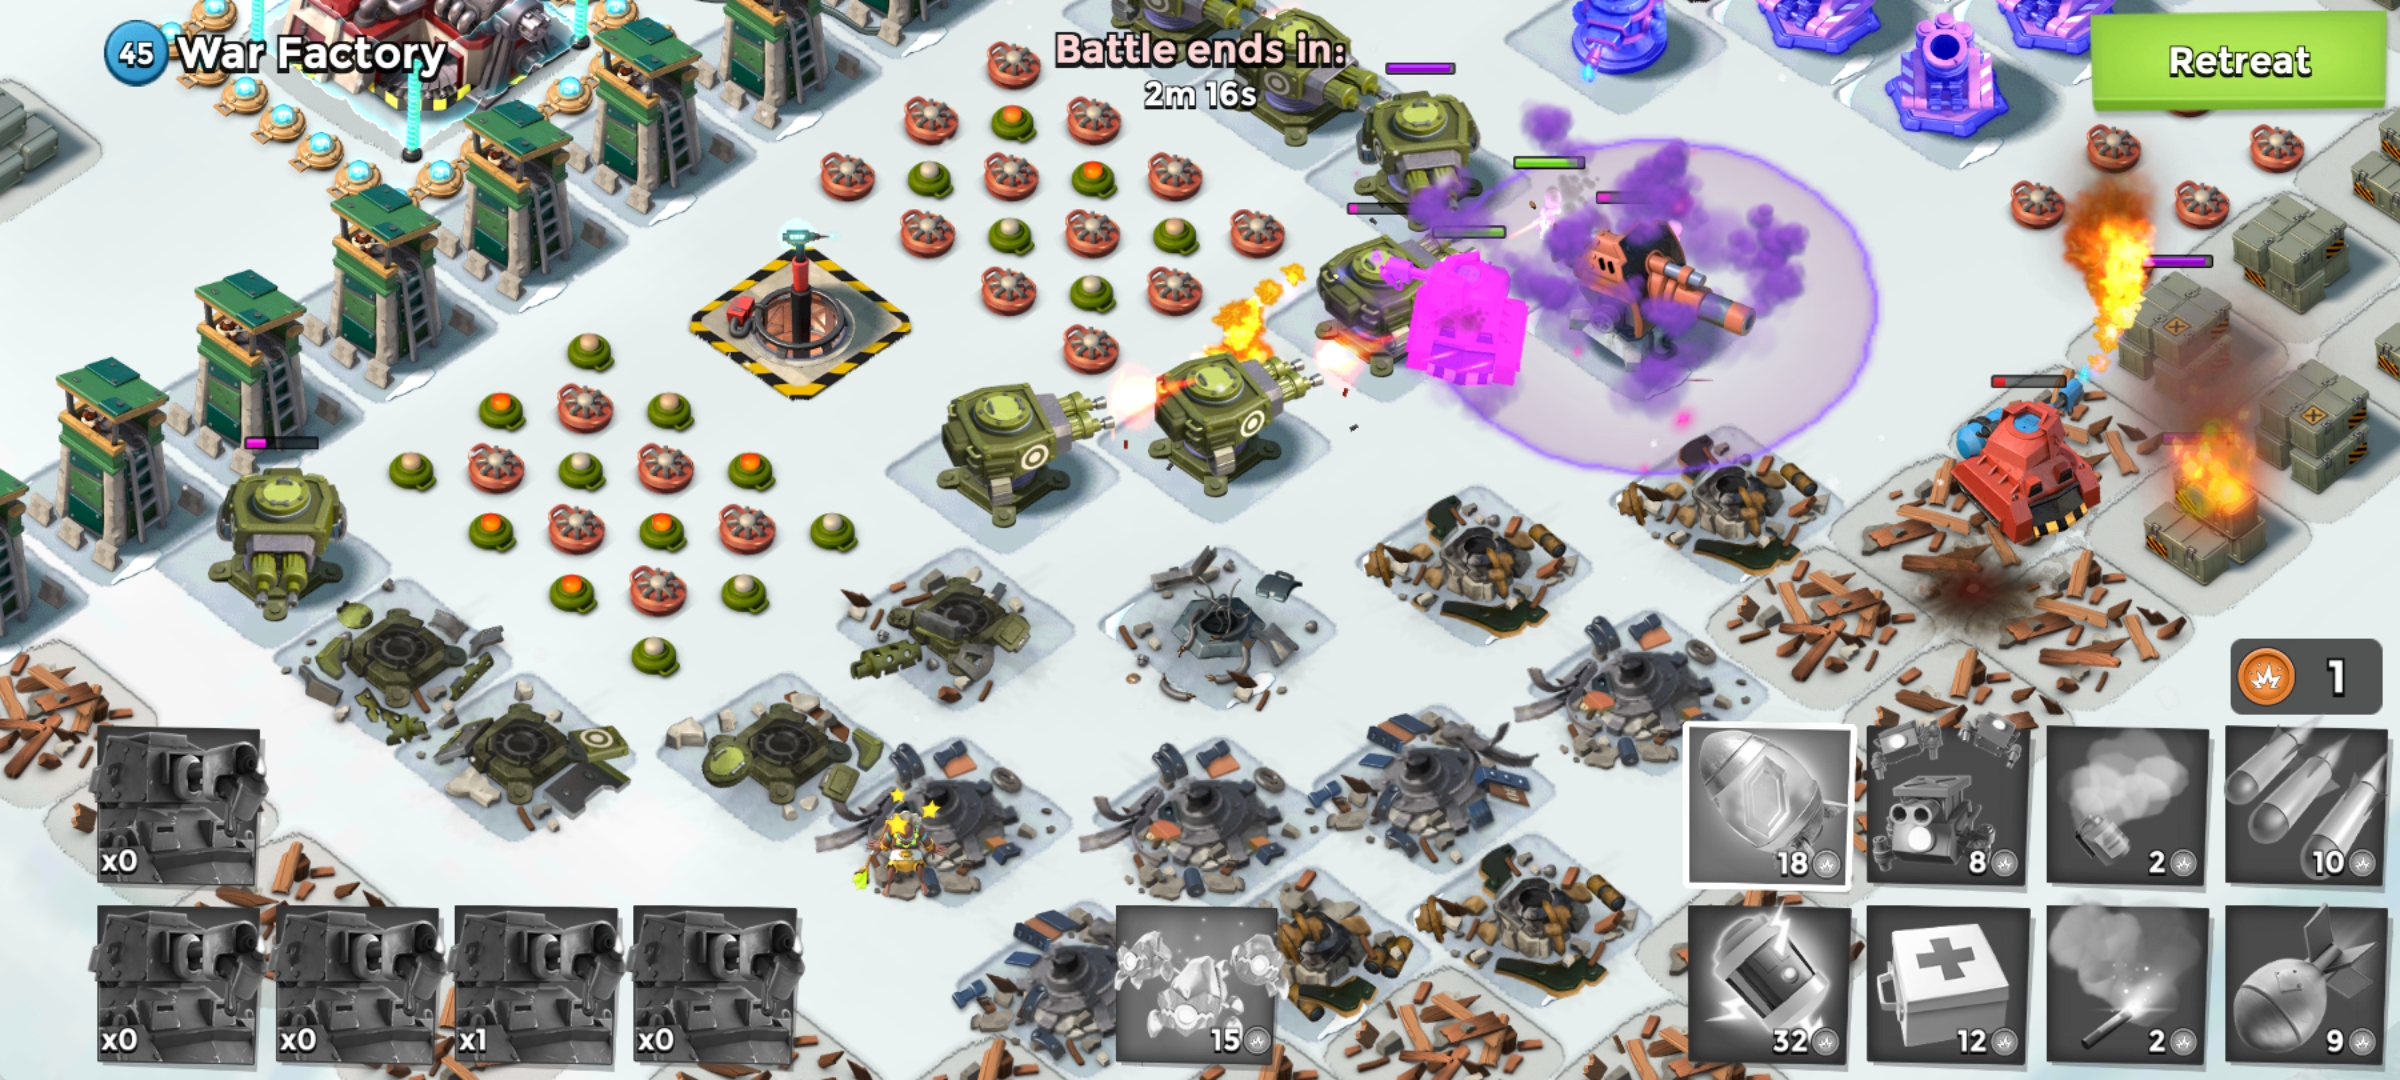 45 War Factory
Battle ends in:
2m 16s
Retreat
1
x0
18
8
2
10
x0
x0
x1
x0
15
32
12
2
9